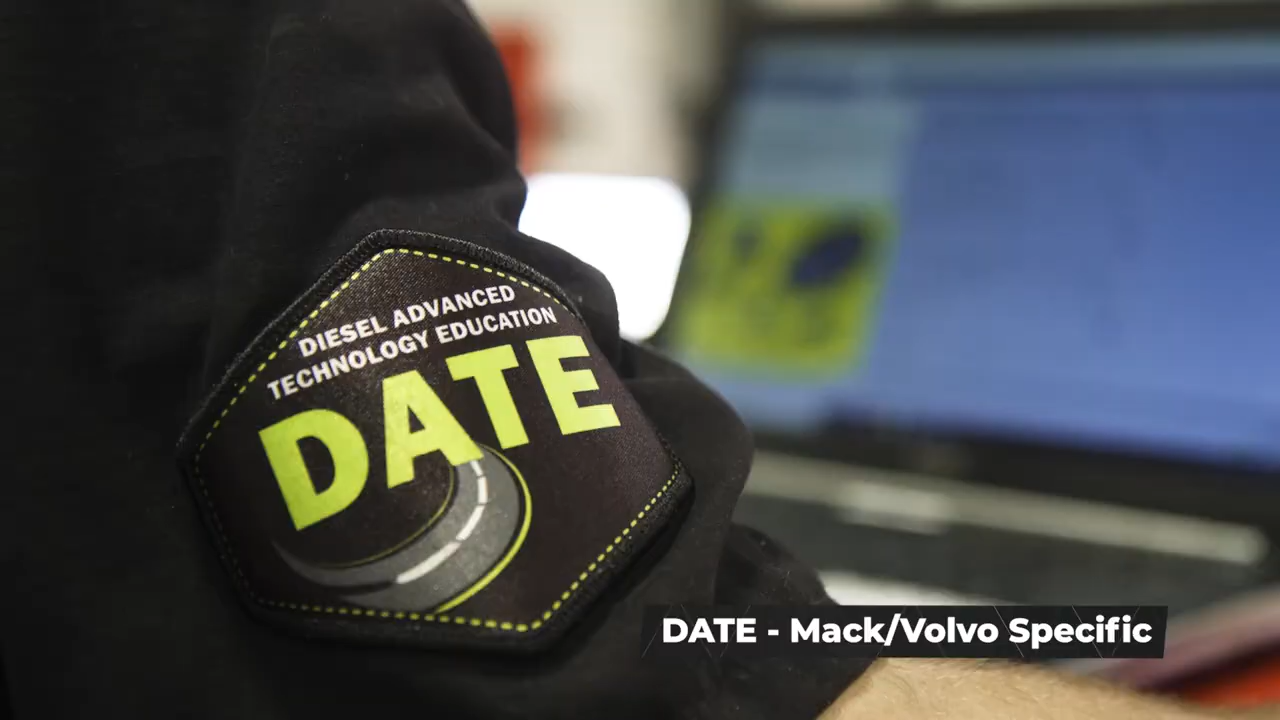 DIESEL ADVANCED
TECHNOLOGY EDUCATION
DATE
DATE - Mack/Volvo Specific